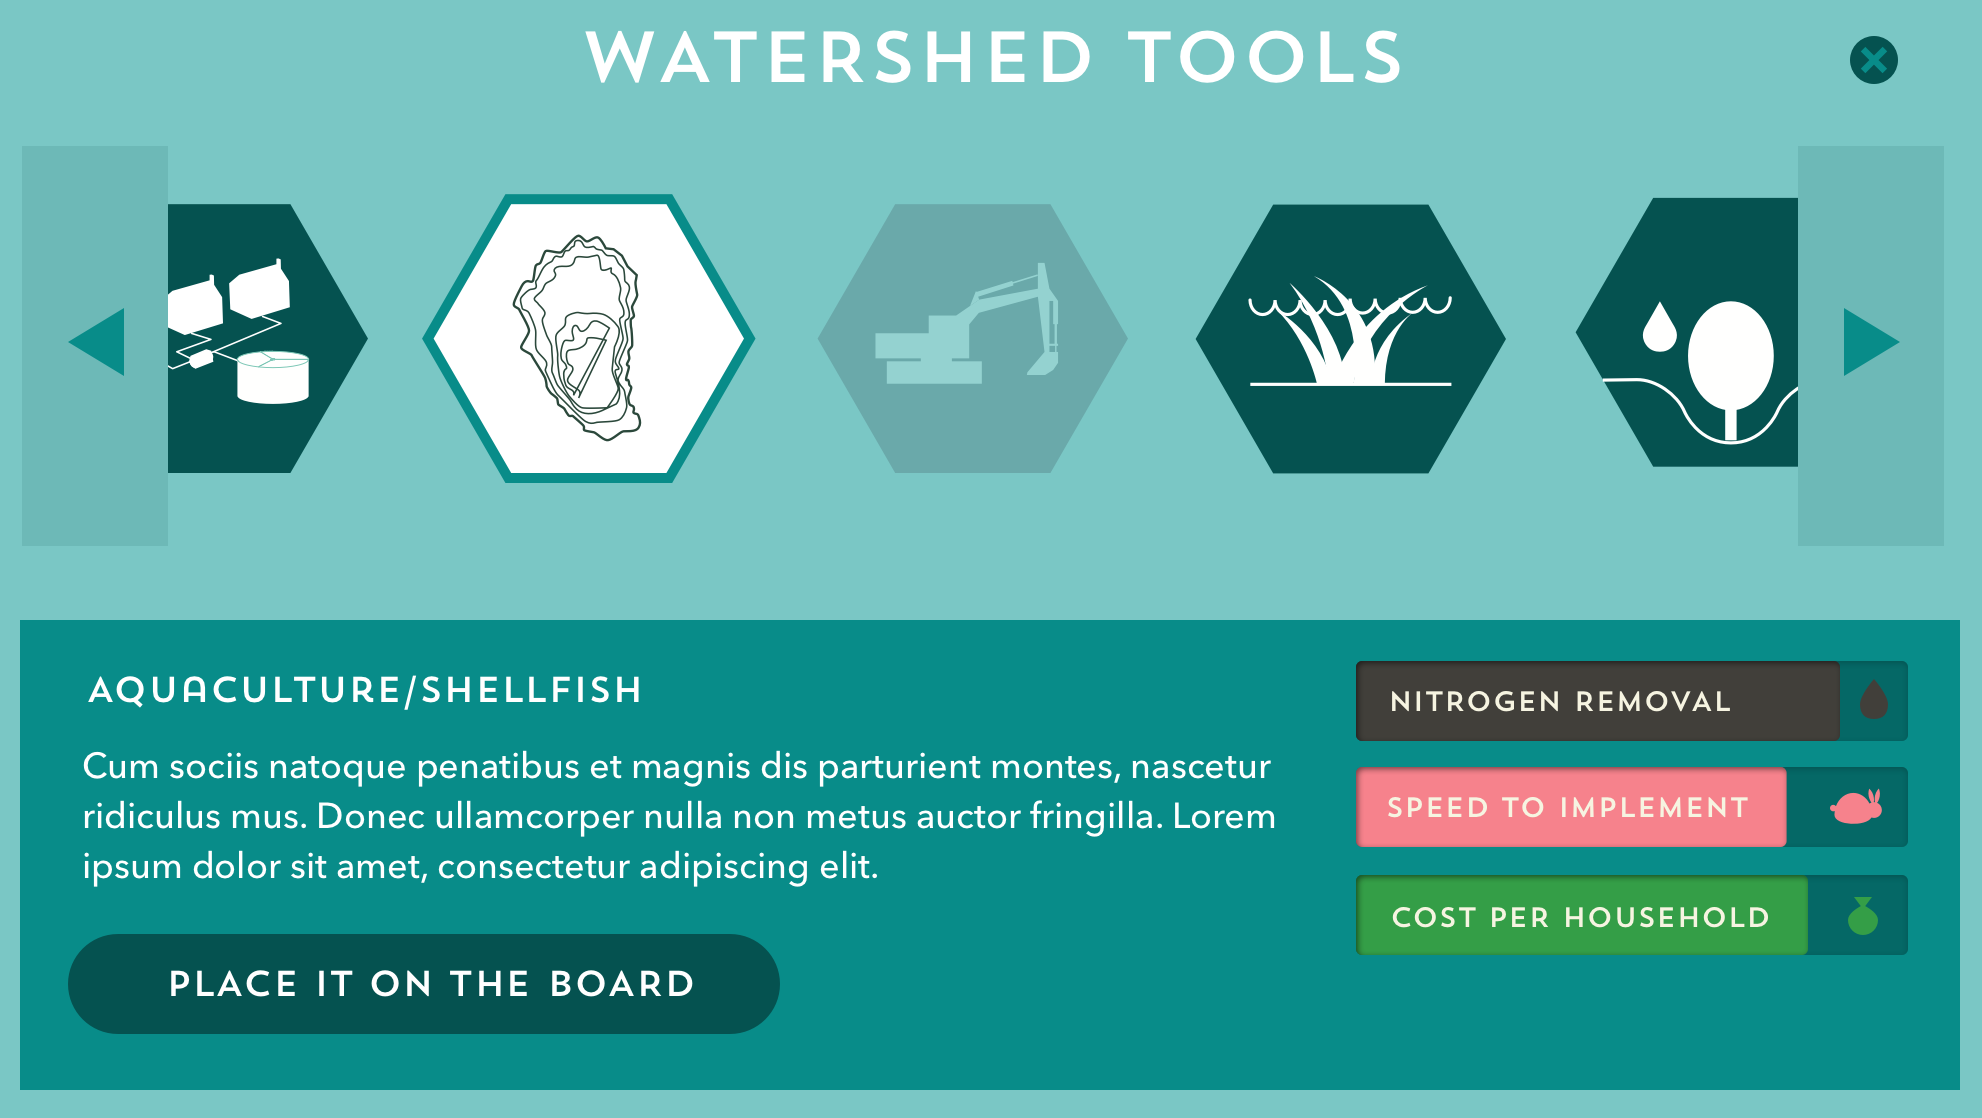 WATERSHED TOOLS
AQUACULTURE/SHELLFISH
Cum sociis natoque penatibus et magnis dis parturient montes, nascetur
ridiculus mus. Donec ullamcorper nulla non metus auctor fringilla. Lorem
ipsum dolor sit amet, consectetur adipiscing elit.
PLACE IT ON THE BOARD
NITROGEN REMOVAL
SPEED TO IMPLEMENT
COST PER HOUSEHOLD